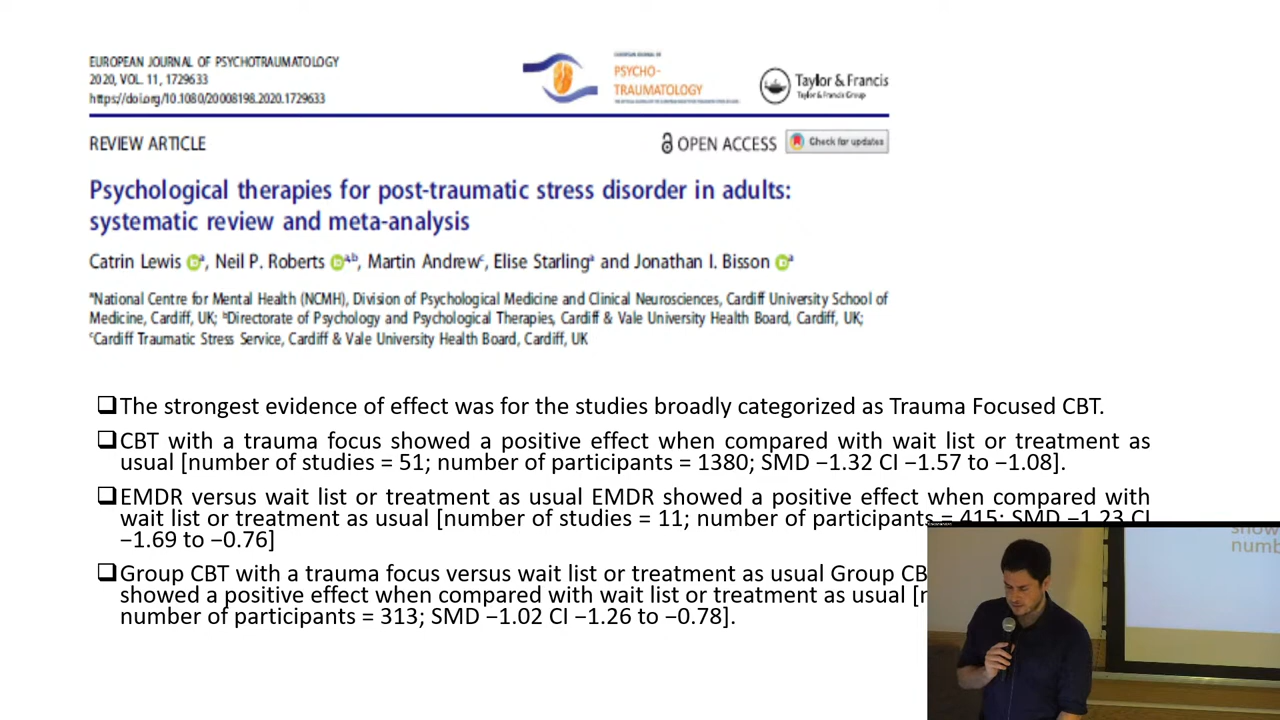 EUROPEAN JOURNAL OF PSYCHOTRAUMATOLOGY
2020, VOL. 11, 1729633
https://doi.org/10.1080/20008198.2020.1729633
PSYCHO-
TRAUMATOLOGY
Taylor & Francis
Taylor & Francis Group
REVIEW ARTICLE
OPEN ACCESS
Check for updates
Psychological therapies for post-traumatic stress disorder in adults:
systematic review and meta-analysis
Catrin Lewis ᵃ, Neil P. Roberts ᵃ,ᵇ, Martin Andrewᶜ, Elise Starlingᵃ and Jonathan I. Bisson ᵃ
ᵃNational Centre for Mental Health (NCMH), Division of Psychological Medicine and Clinical Neurosciences, Cardiff University School of
Medicine, Cardiff, UK; ᵇDirectorate of Psychology and Psychological Therapies, Cardiff & Vale University Health Board, Cardiff, UK;
ᶜCardiff Traumatic Stress Service, Cardiff & Vale University Health Board, Cardiff, UK
❑The strongest evidence of effect was for the studies broadly categorized as Trauma Focused CBT.
❑CBT with a trauma focus showed a positive effect when compared with wait list or treatment as
usual [number of studies = 51; number of participants = 1380; SMD −1.32 CI −1.57 to −1.08].
❑EMDR versus wait list or treatment as usual EMDR showed a positive effect when compared with
wait list or treatment as usual [number of studies = 11; number of participants = 415; SMD −1.23 CI
−1.69 to −0.76]
❑Group CBT with a trauma focus versus wait list or treatment as usual Group CB
showed a positive effect when compared with wait list or treatment as usual [
number of participants = 313; SMD −1.02 CI −1.26 to −0.78].